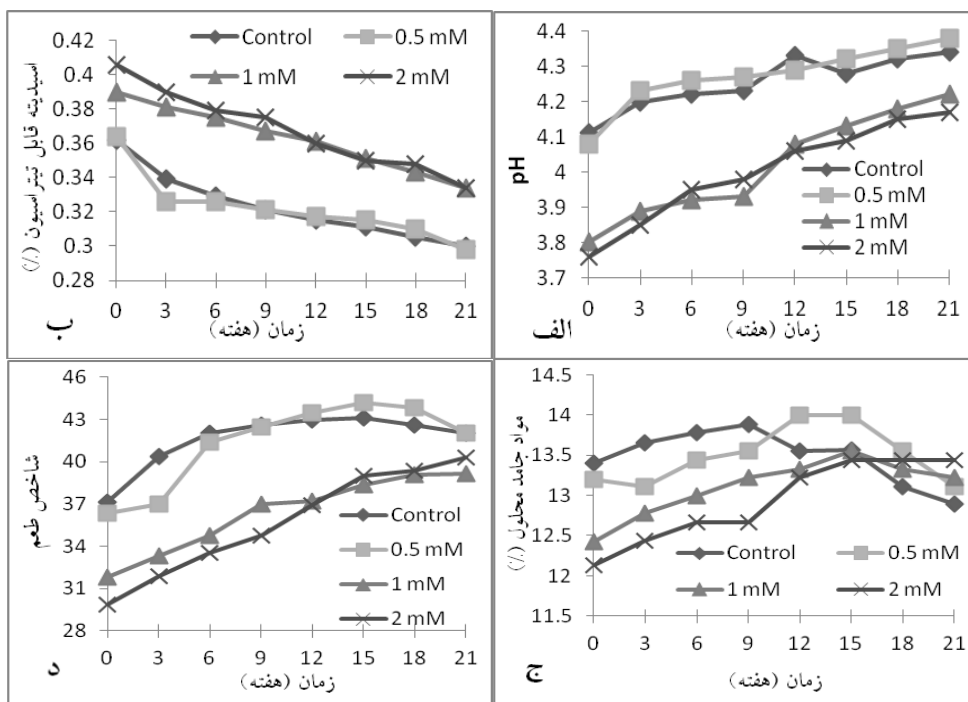 0.42
0.4
0.38
0.36
0.34
0.32
0.3
0.28
اسیدیته قابل تیتراسیون (٪)
Control
0.5 mM
1 mM
2 mM
0 3 6 9 12 15 18 21
زمان (هفته)
ب
4.4
4.3
4.2
4.1
4
3.9
3.8
3.7
pH
Control
0.5 mM
1 mM
2 mM
0 3 6 9 12 15 18 21
زمان (هفته)
الف
46
43
40
37
34
31
28
شاخص طعم
Control
0.5 mM
1 mM
2 mM
0 3 6 9 12 15 18 21
زمان (هفته)
د
14.5
14
13.5
13
12.5
12
11.5
مواد جامد محلول (٪)
Control
0.5 mM
1 mM
2 mM
0 3 6 9 12 15 18 21
زمان (هفته)
ج